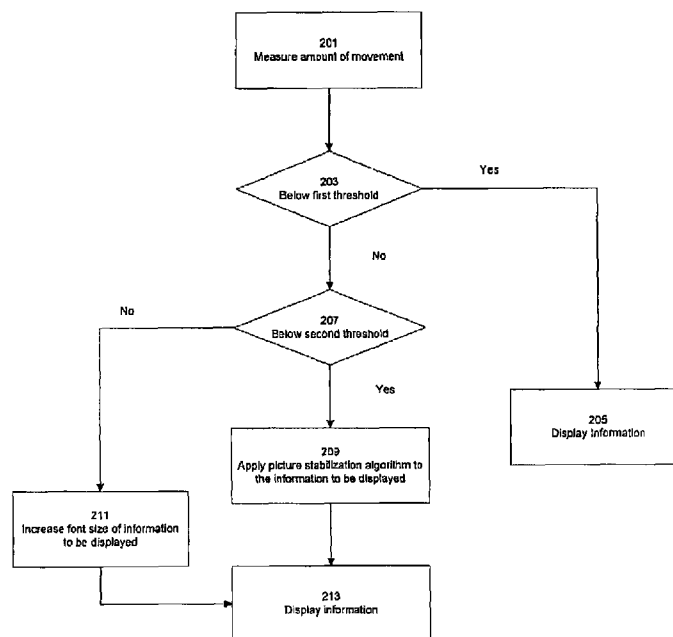 201
Measure amount of movement
203
Below first threshold
Yes
No
207
Below second threshold
No
Yes
205
Display Information
209
Apply picture stabilization algorithm to
the information to be displayed
211
Increase font size of information
to be displayed
213
Display information